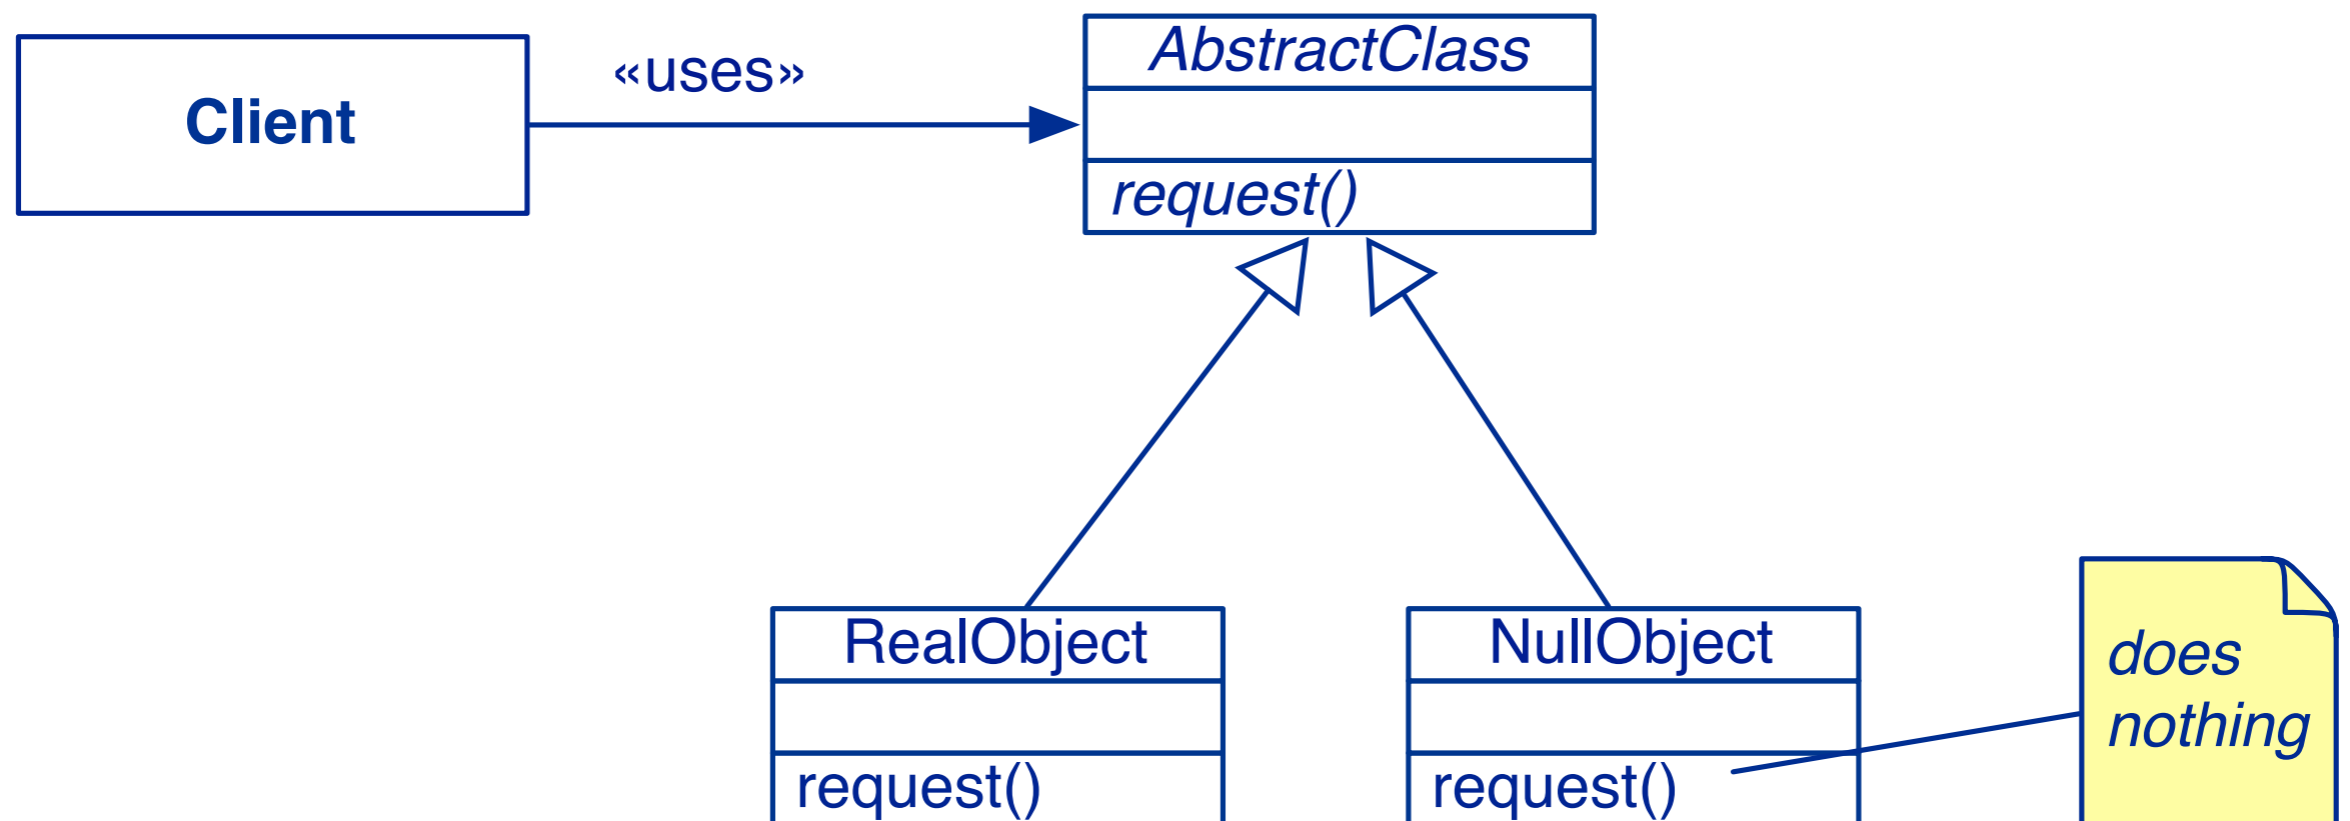 Client
«uses»
AbstractClass
request()
RealObject
request()
NullObject
request()
does
nothing